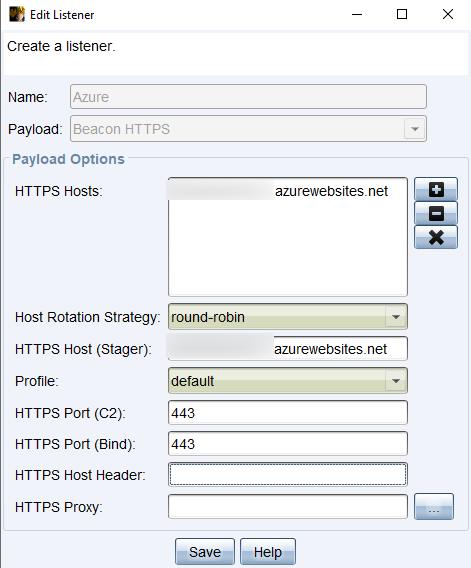 Edit Listener
Create a listener.
Name: Azure
Payload: Beacon HTTPS
Payload Options
HTTPS Hosts: azurewebsites.net
Host Rotation Strategy: round-robin
HTTPS Host (Stager): azurewebsites.net
Profile: default
HTTPS Port (C2): 443
HTTPS Port (Bind): 443
HTTPS Host Header:
HTTPS Proxy: ...
Save Help